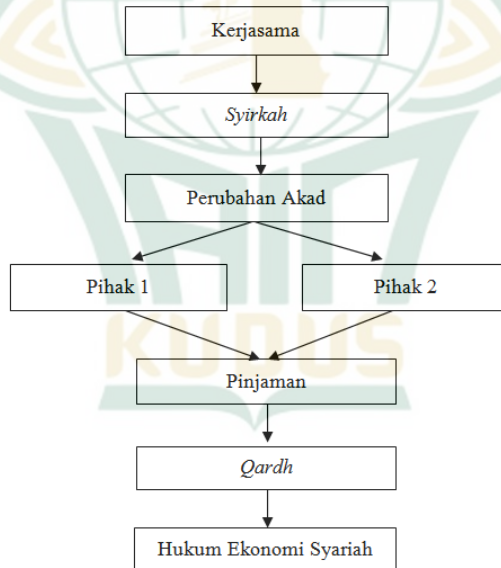 Kerjasama
Syirkah
Perubahan Akad
Pihak 1
Pihak 2
KUDUS
Pinjaman
Qardh
Hukum Ekonomi Syariah